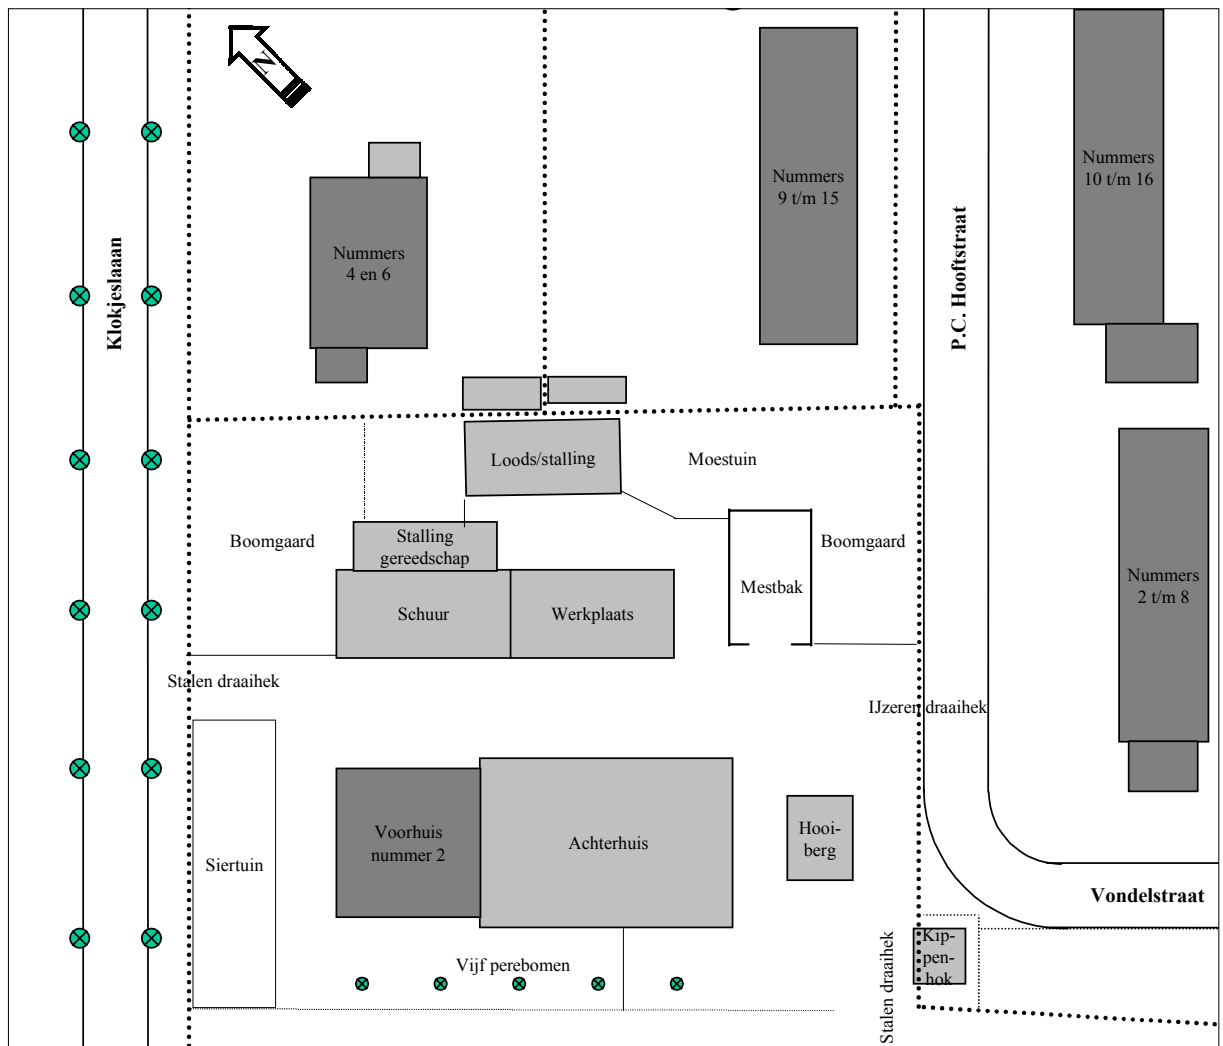 N
Nummers
10 t/m 16
Nummers
9 t/m 15
Klokjeslaaan
Nummers
4 en 6
P.C. Hooftstraat
Loods/stalling
Moestuin
Boomgaard
Stalling
gereedschap
Boomgaard
Schuur
Werkplaats
Mestbak
Nummers
2 t/m 8
Stalen draaihek
IJzeren draaihek
Siertuin
Voorhuis
nummer 2
Achterhuis
Hooi-
berg
Vondelstraat
Vijf perebomen
Stalen draaihek
Kip-
pen-
hok